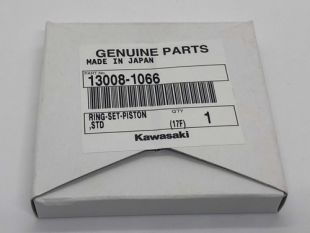 GENUINE PARTS
MADE IN JAPAN
PART No.
13008-1066
RING-SET-PISTON QTY
,STD (17F) 1
Kawasaki